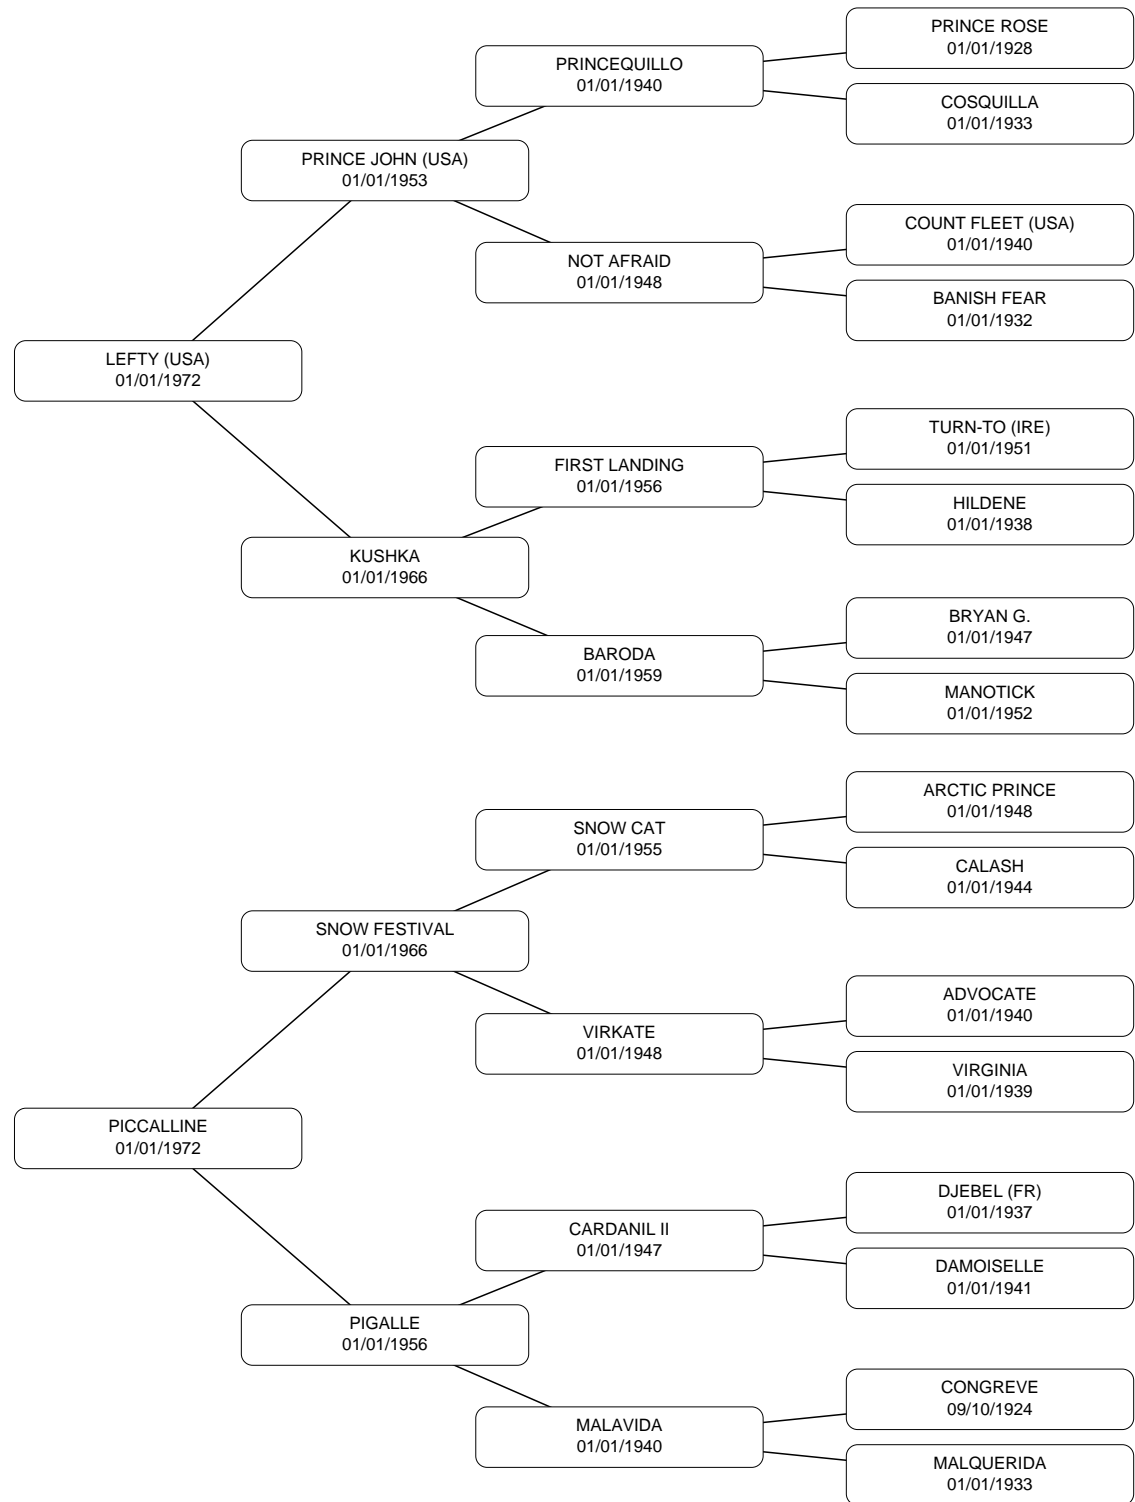 PRINCE ROSE
01/01/1928
PRINCEQUILLO
01/01/1940
COSQUILLA
01/01/1933
PRINCE JOHN (USA)
01/01/1953
COUNT FLEET (USA)
01/01/1940
NOT AFRAID
01/01/1948
BANISH FEAR
01/01/1932
LEFTY (USA)
01/01/1972
TURN-TO (IRE)
01/01/1951
FIRST LANDING
01/01/1956
HILDENE
01/01/1938
KUSHKA
01/01/1966
BRYAN G.
01/01/1947
BARODA
01/01/1959
MANOTICK
01/01/1952
ARCTIC PRINCE
01/01/1948
SNOW CAT
01/01/1955
CALASH
01/01/1944
SNOW FESTIVAL
01/01/1966
ADVOCATE
01/01/1940
VIRKATE
01/01/1948
VIRGINIA
01/01/1939
PICCALLINE
01/01/1972
DJEBEL (FR)
01/01/1937
CARDANIL II
01/01/1947
DAMOISELLE
01/01/1941
PIGALLE
01/01/1956
CONGREVE
09/10/1924
MALAVIDA
01/01/1940
MALQUERIDA
01/01/1933